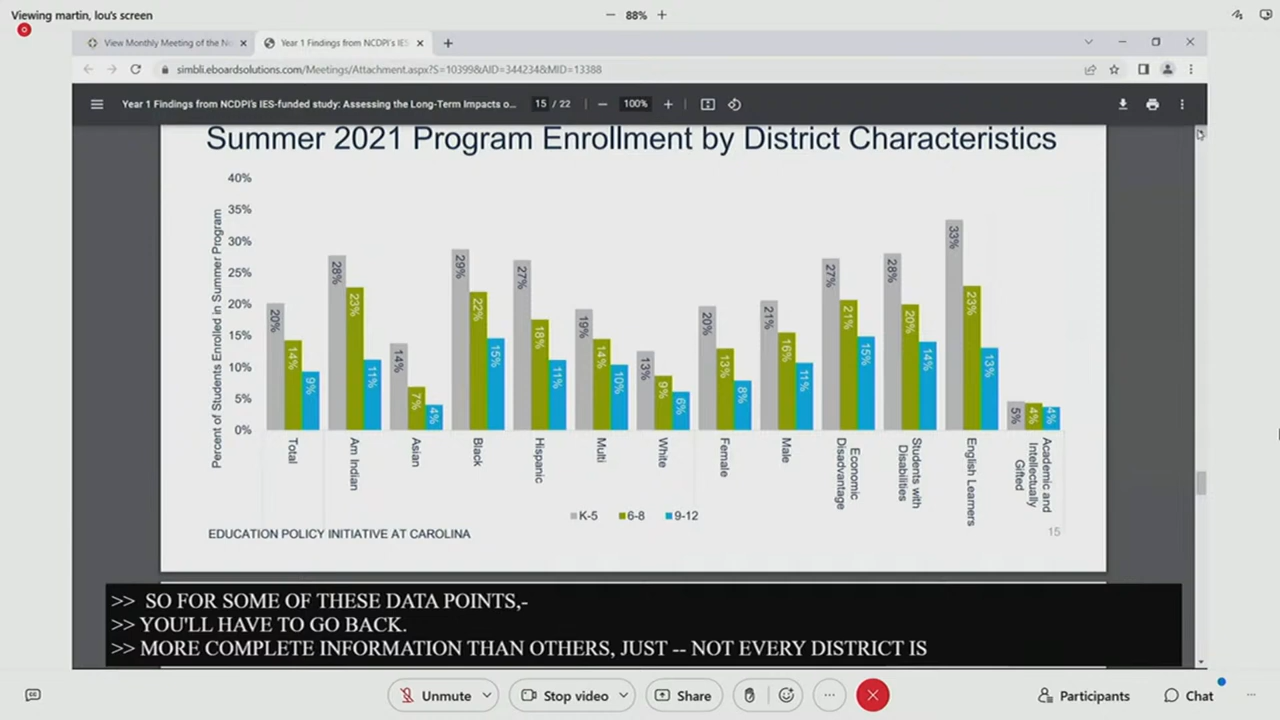 Viewing martin, lou's screen
88%
View Monthly Meeting of the No
Year 1 Findings from NCDPI's IES
simbli.eboardsolutions.com/Meetings/Attachment.aspx?S=10399&AID=344234&MID=13388
Year 1 Findings from NCDPI's IES-funded study: Assessing the Long-Term Impacts o...
15 / 22
100%
Summer 2021 Program Enrollment by District Characteristics
Percent of Students Enrolled in Summer Program
40%
35%
30%
25%
20%
15%
10%
5%
0%
20% 14% 9%
28% 23% 11%
14% 7% 4%
29% 22% 15%
27% 18% 11%
19% 14% 10%
13% 9% 6%
20% 13% 8%
21% 16% 11%
27% 21% 15%
28% 20% 14%
33% 23% 13%
5% 4% 4%
Total
Am Indian
Asian
Black
Hispanic
Multi
White
Female
Male
Economic
Disadvantage
Students with
Disabilities
English Learners
Academic and
Intellectually
Gifted
K-5 6-8 9-12
EDUCATION POLICY INITIATIVE AT CAROLINA
15
>> SO FOR SOME OF THESE DATA POINTS,-
>> YOU'LL HAVE TO GO BACK.
>> MORE COMPLETE INFORMATION THAN OTHERS, JUST -- NOT EVERY DISTRICT IS
Unmute
Stop video
Share
Participants
Chat